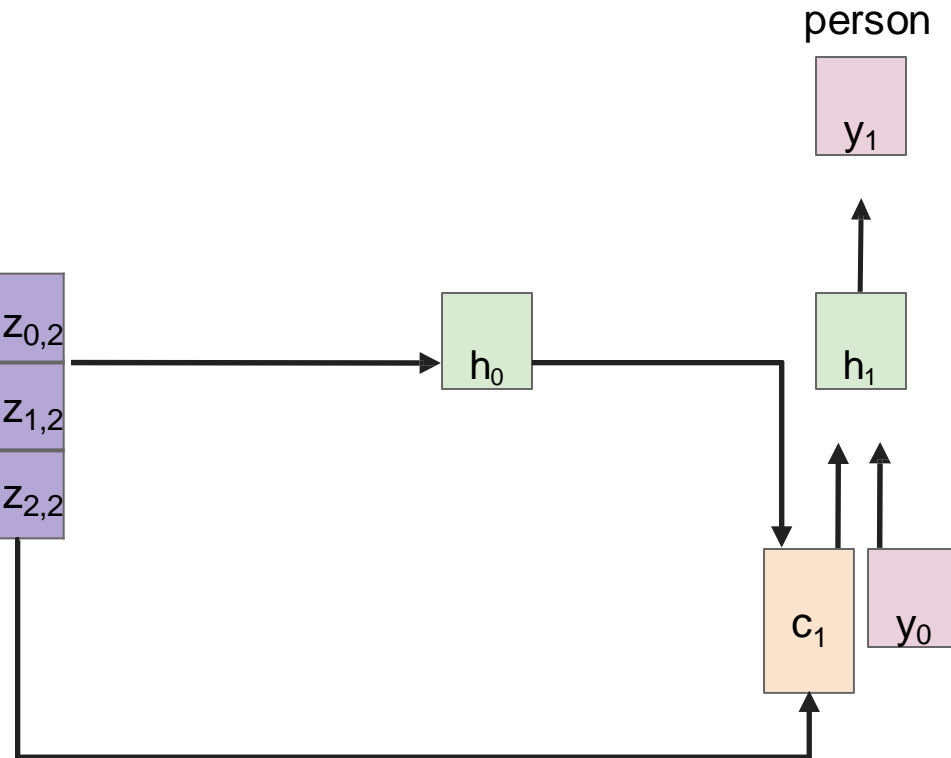 person
y₁
z₀,₂
z₁,₂
z₂,₂
h₀
h₁
c₁
y₀